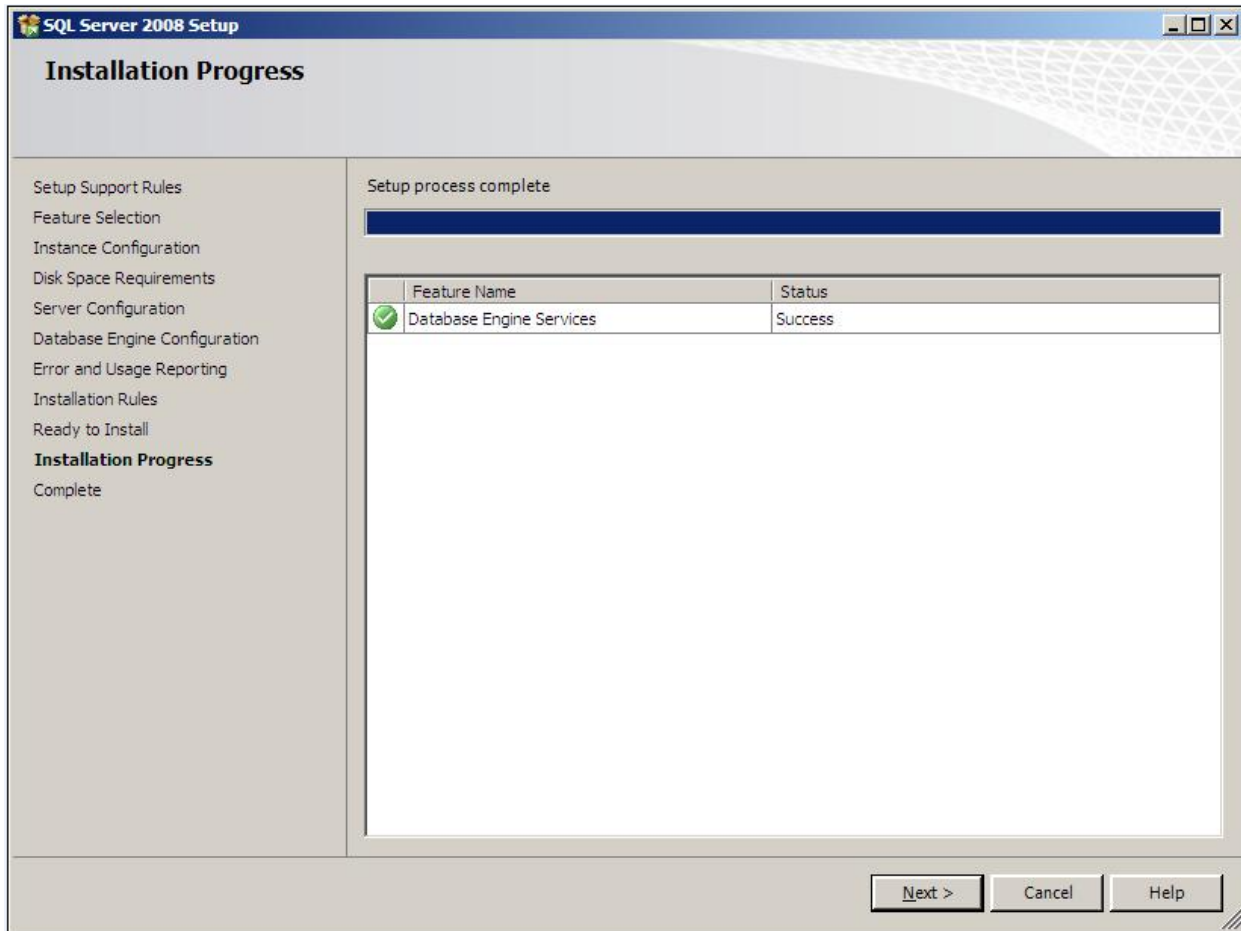 SQL Server 2008 Setup
Installation Progress
Setup Support Rules
Feature Selection
Instance Configuration
Disk Space Requirements
Server Configuration
Database Engine Configuration
Error and Usage Reporting
Installation Rules
Ready to Install
Installation Progress
Complete
Setup process complete
Feature Name Status
Database Engine Services Success
Next > Cancel Help